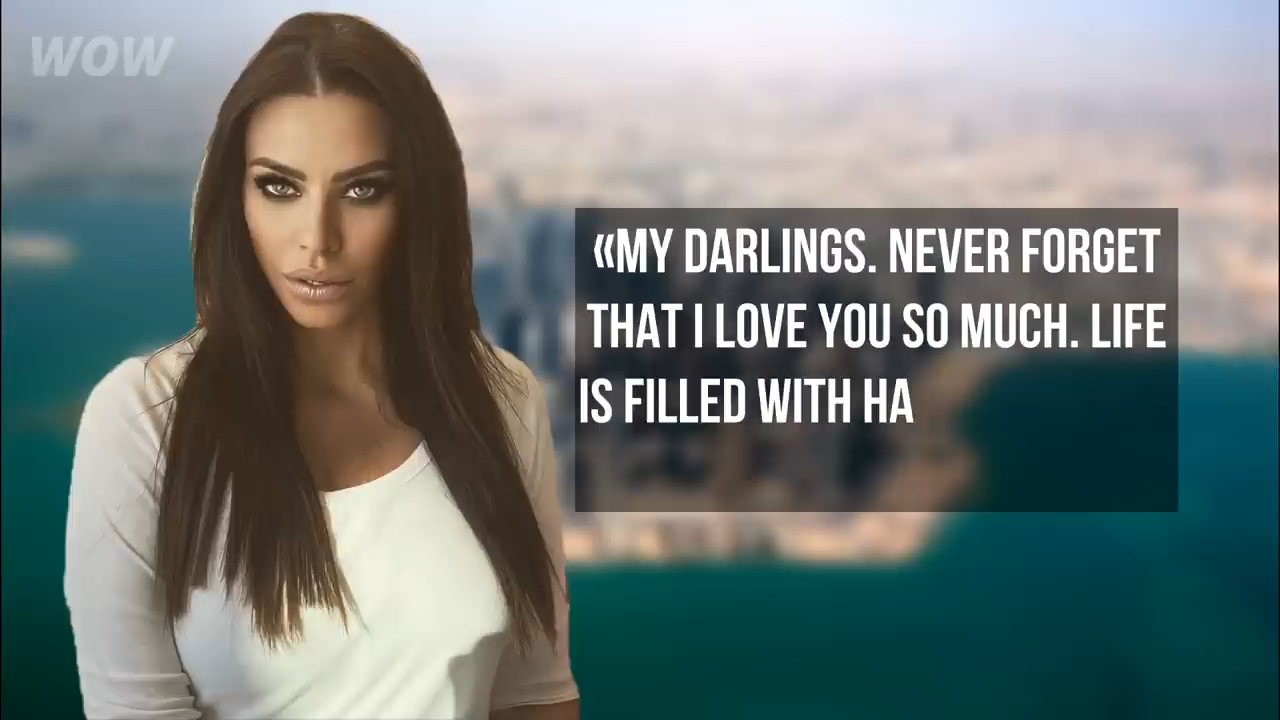 WOW
«MY DARLINGS. NEVER FORGET
THAT I LOVE YOU SO MUCH. LIFE
IS FILLED WITH HA